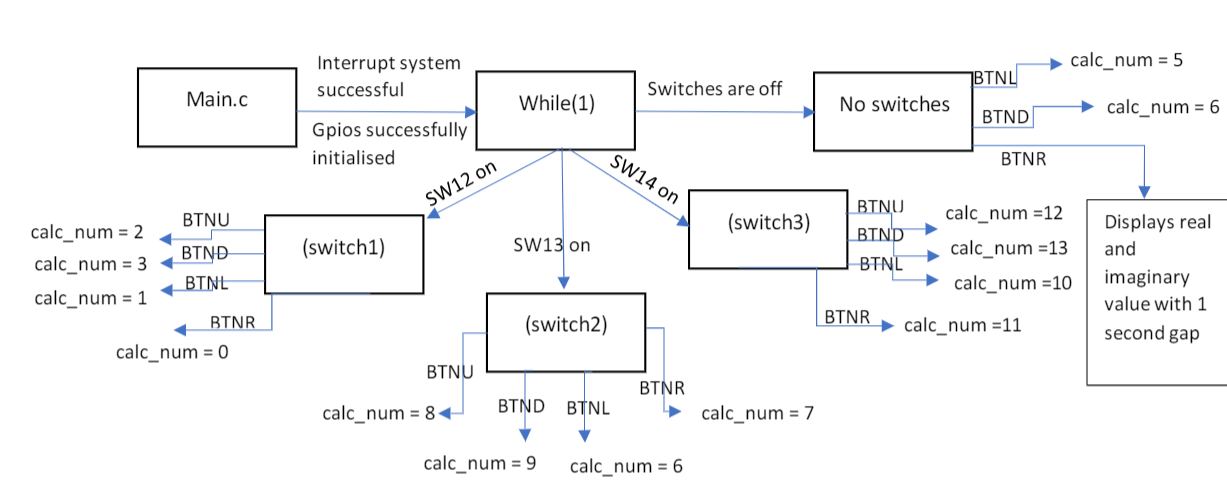 Main.c
Interrupt system
successful
Gpios successfully
initialised
While(1)
Switches are off
No switches
BTNL
calc_num = 5
BTND
calc_num = 6
BTNR
Displays real
and
imaginary
value with 1
second gap
SW12 on
SW13 on
SW14 on
(switch1)
BTNU
calc_num = 2
BTND
calc_num = 3
BTNL
calc_num = 1
BTNR
calc_num = 0
(switch2)
BTNU
calc_num = 8
BTND
calc_num = 9
BTNL
calc_num = 6
BTNR
calc_num = 7
(switch3)
BTNU
calc_num =12
BTND
calc_num =13
BTNL
calc_num =10
BTNR
calc_num =11